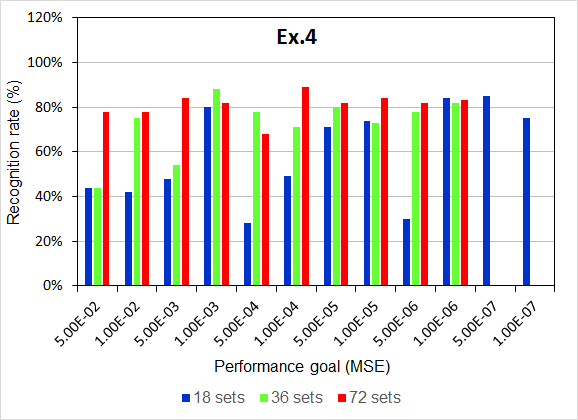 Ex.4
Recognition rate (%)
120%
100%
80%
60%
40%
20%
0%
5.00E-02 1.00E-02 5.00E-03 1.00E-03 5.00E-04 1.00E-04 5.00E-05 1.00E-05 5.00E-06 1.00E-06 5.00E-07 1.00E-07
Performance goal (MSE)
18 sets 36 sets 72 sets